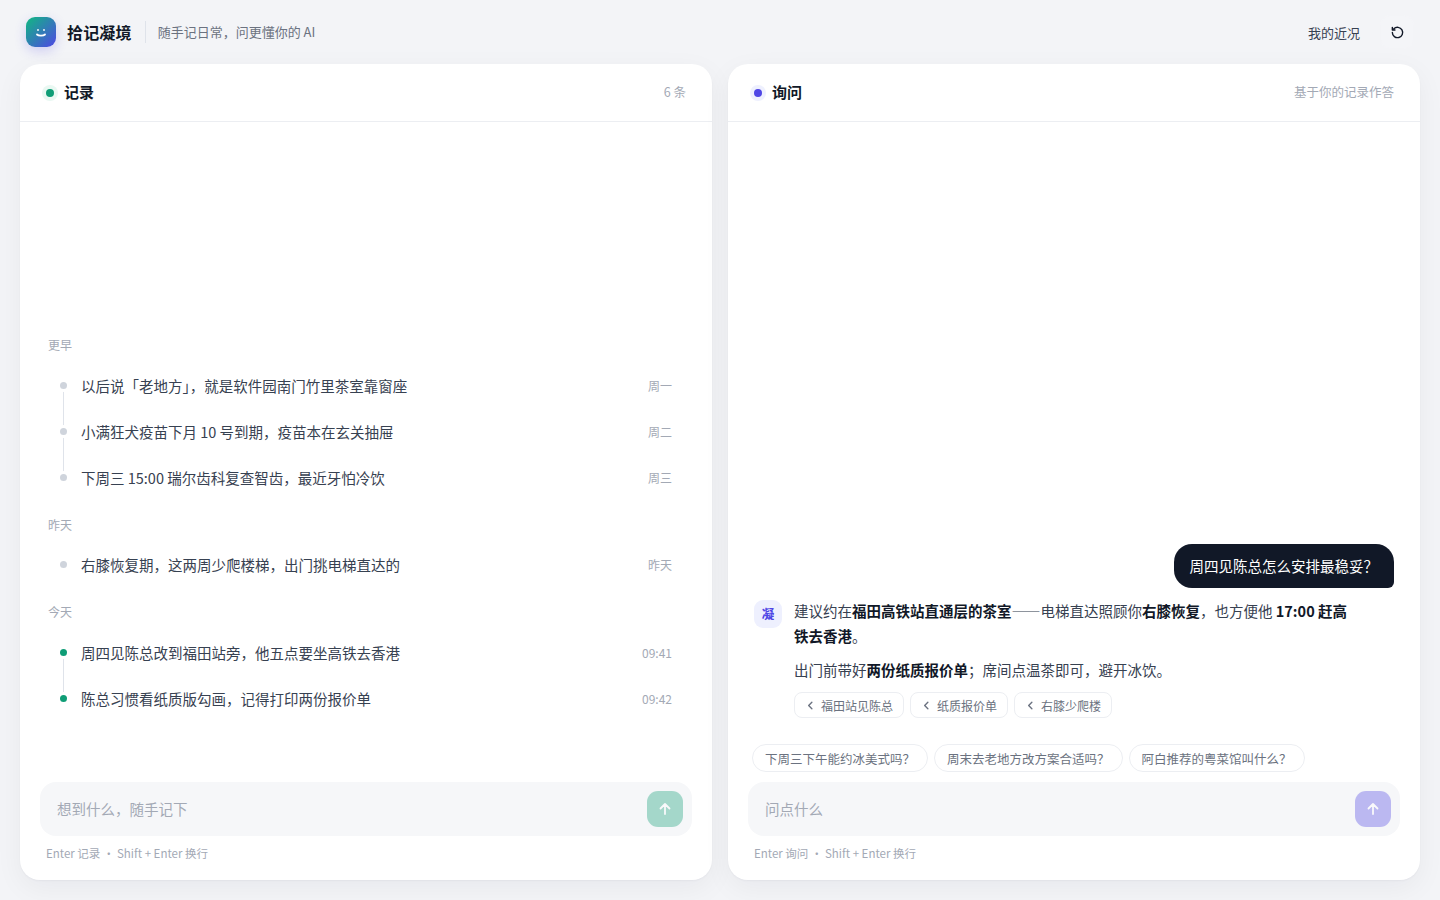 拾记凝境
随手记日常，问更懂你的 AI
我的近况
记录
6 条
更早
以后说「老地方」，就是软件园南门竹里茶室靠窗座
周一
小满狂犬疫苗下月 10 号到期，疫苗本在玄关抽屉
周二
下周三 15:00 瑞尔齿科复查智齿，最近牙怕冷饮
周三
昨天
右膝恢复期，这两周少爬楼梯，出门挑电梯直达的
昨天
今天
周四见陈总改到福田站旁，他五点要坐高铁去香港
09:41
陈总习惯看纸质版勾画，记得打印两份报价单
09:42
想到什么，随手记下
Enter 记录 · Shift + Enter 换行
询问
基于你的记录作答
周四见陈总怎么安排最稳妥？
凝
建议约在福田高铁站直通层的茶室——电梯直达照顾你右膝恢复，也方便他 17:00 赶高
铁去香港。
出门前带好两份纸质报价单；席间点温茶即可，避开冰饮。
福田站见陈总
纸质报价单
右膝少爬楼
下周三下午能约冰美式吗？
周末去老地方改方案合适吗？
阿白推荐的粤菜馆叫什么？
问点什么
Enter 询问 · Shift + Enter 换行